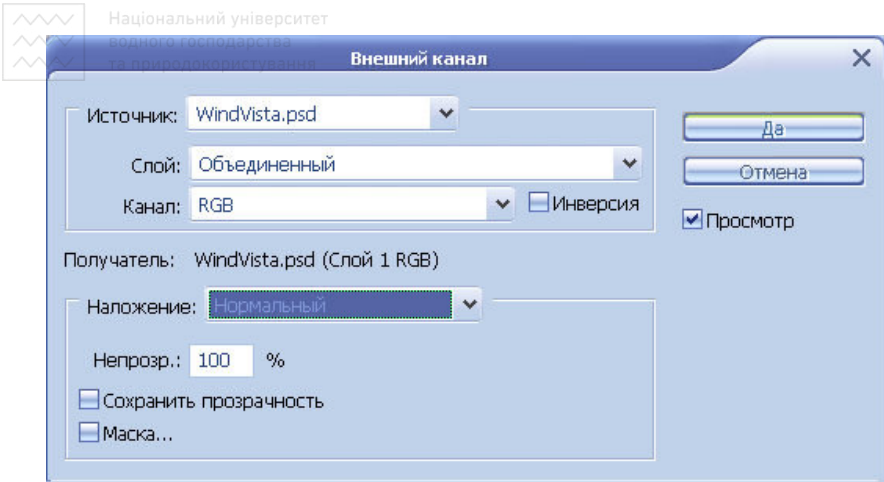 Національний університет
водного господарства
та природокористування
Внешний канал
Источник: WindVista.psd
Да
Слой: Объединенный
Отмена
Канал: RGB Инверсия
Просмотр
Получатель: WindVista.psd (Слой 1 RGB)
Наложение: Нормальный
Непрозр.: 100 %
Сохранить прозрачность
Маска...